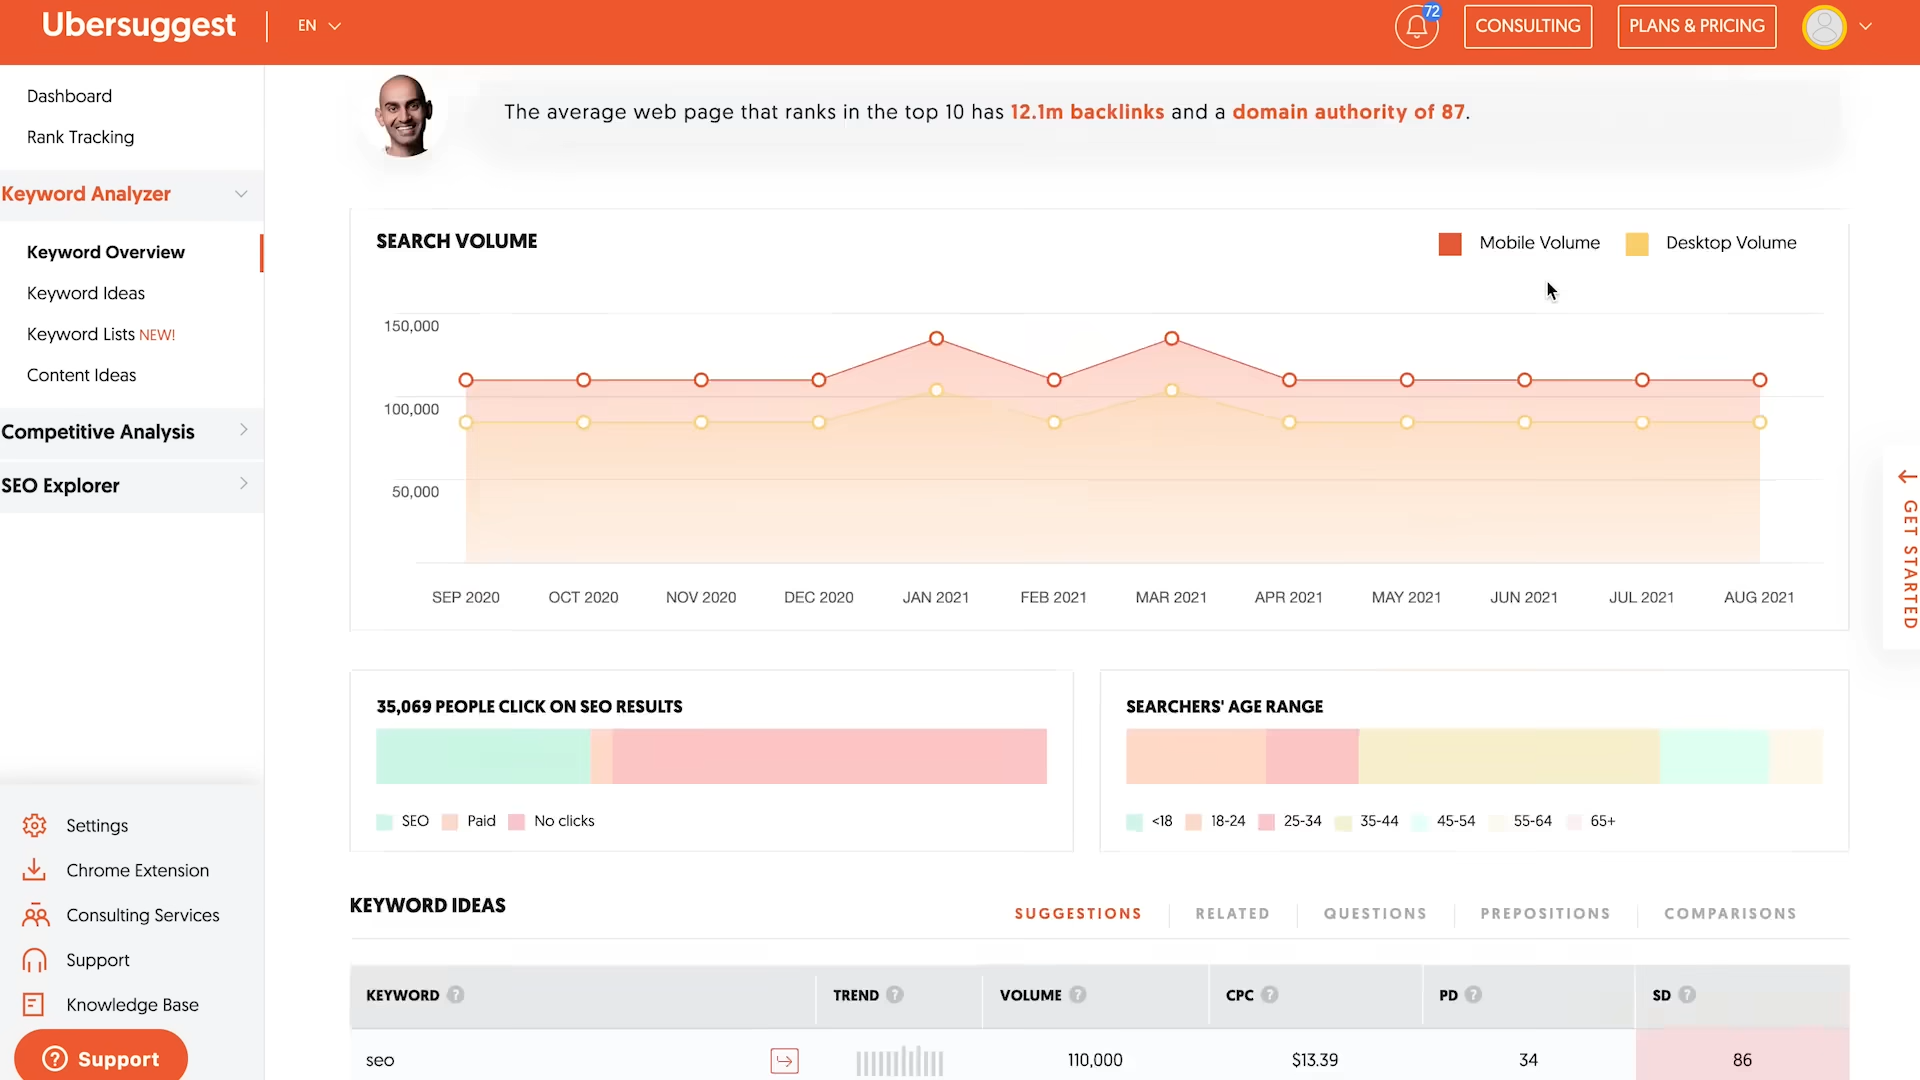 Ubersuggest
EN
72
CONSULTING
PLANS & PRICING
Dashboard
Rank Tracking
Keyword Analyzer
Keyword Overview
Keyword Ideas
Keyword Lists NEW!
Content Ideas
Competitive Analysis
SEO Explorer
Settings
Chrome Extension
Consulting Services
Support
Knowledge Base
? Support
The average web page that ranks in the top 10 has 12.1m backlinks and a domain authority of 87.
SEARCH VOLUME
Mobile Volume
Desktop Volume
150,000
100,000
50,000
SEP 2020 OCT 2020 NOV 2020 DEC 2020 JAN 2021 FEB 2021 MAR 2021 APR 2021 MAY 2021 JUN 2021 JUL 2021 AUG 2021
35,069 PEOPLE CLICK ON SEO RESULTS
SEO Paid No clicks
SEARCHERS' AGE RANGE
<18 18-24 25-34 35-44 45-54 55-64 65+
GET STARTED
KEYWORD IDEAS
SUGGESTIONS RELATED QUESTIONS PREPOSITIONS COMPARISONS
KEYWORD ? TREND ? VOLUME ? CPC ? PD ? SD ?
seo 110,000 $13.39 34 86